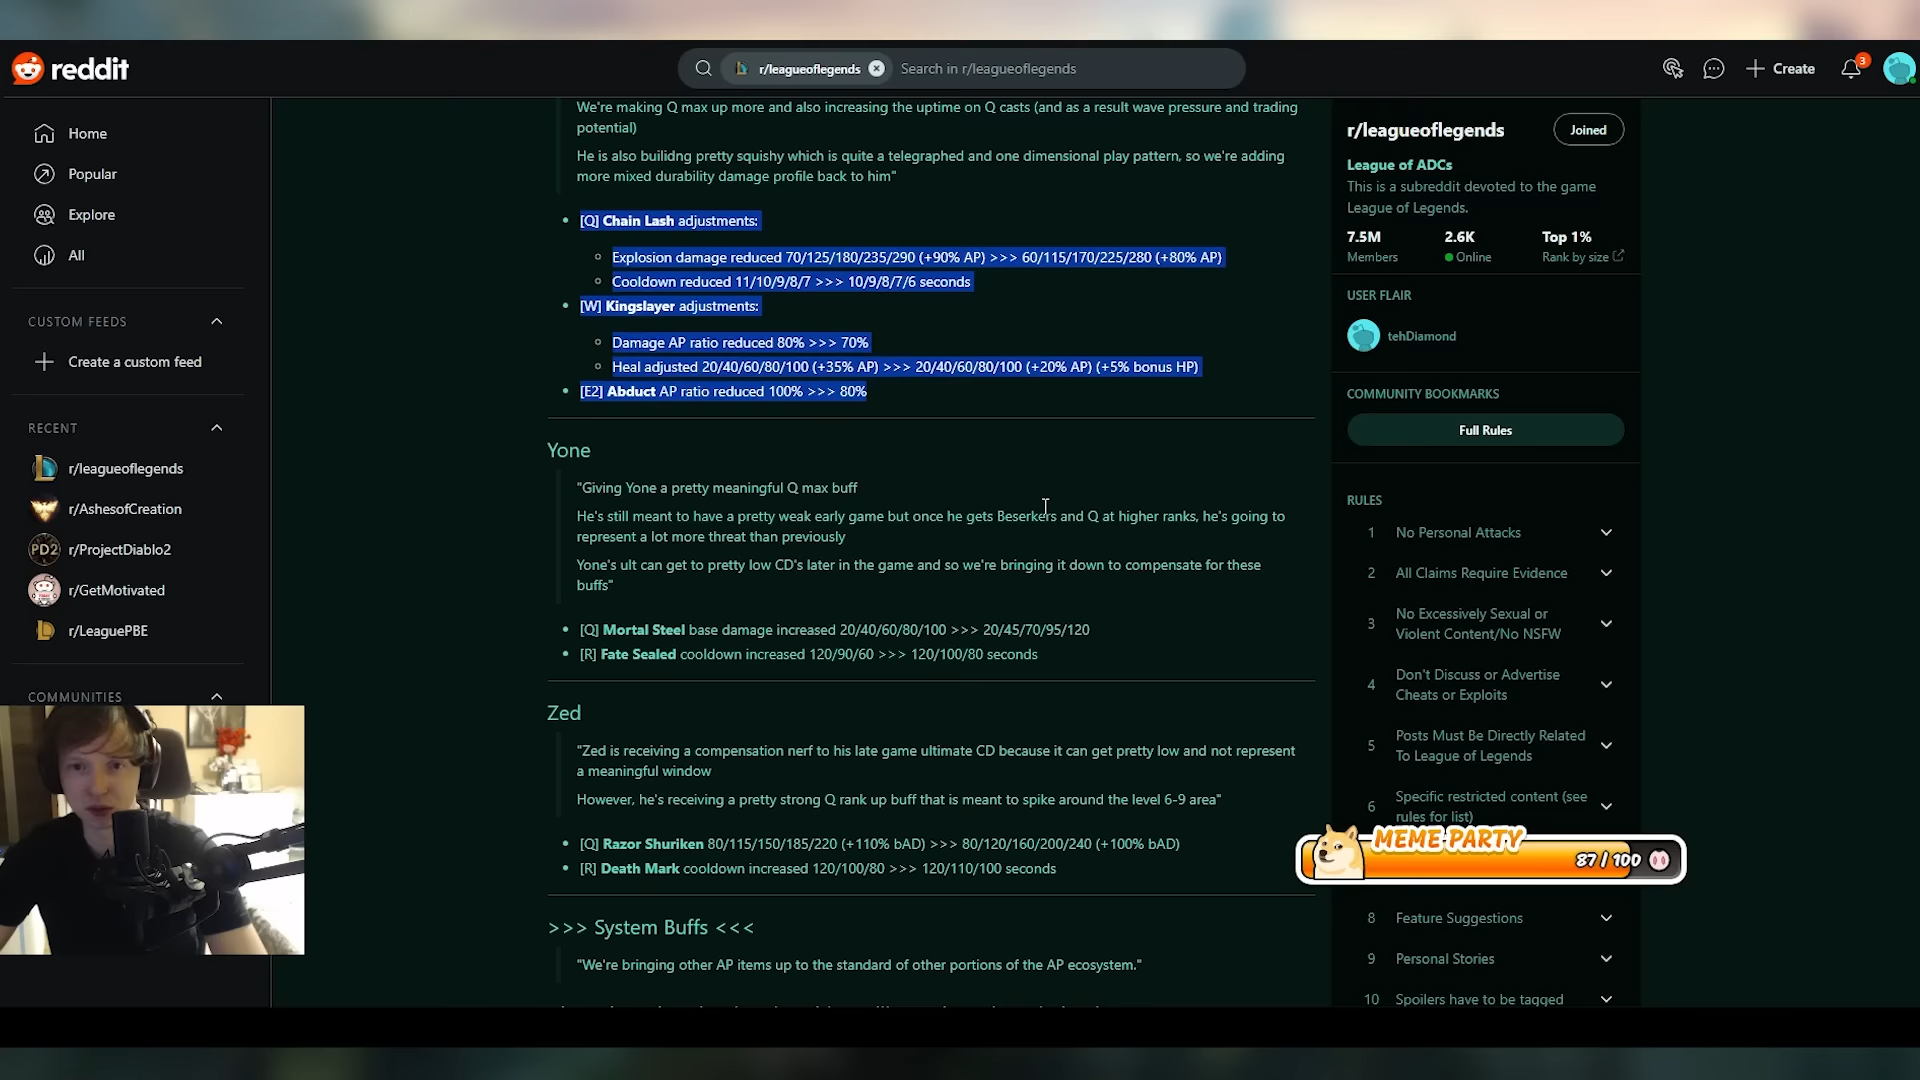 reddit
r/leagueoflegends
Search in r/leagueoflegends
Create
3
Home
Popular
Explore
All
CUSTOM FEEDS
Create a custom feed
RECENT
r/leagueoflegends
r/AshesofCreation
r/ProjectDiablo2
r/GetMotivated
r/LeaguePBE
COMMUNITIES
We're making Q max up more and also increasing the uptime on Q casts (and as a result wave pressure and trading
potential)
He is also builidng pretty squishy which is quite a telegraphed and one dimensional play pattern, so we're adding
more mixed durability damage profile back to him"
• [Q] Chain Lash adjustments:
◦ Explosion damage reduced 70/125/180/235/290 (+90% AP) >>> 60/115/170/225/280 (+80% AP)
◦ Cooldown reduced 11/10/9/8/7 >>> 10/9/8/7/6 seconds
• [W] Kingslayer adjustments:
◦ Damage AP ratio reduced 80% >>> 70%
◦ Heal adjusted 20/40/60/80/100 (+35% AP) >>> 20/40/60/80/100 (+20% AP) (+5% bonus HP)
• [E2] Abduct AP ratio reduced 100% >>> 80%
Yone
"Giving Yone a pretty meaningful Q max buff
He's still meant to have a pretty weak early game but once he gets Beserkers and Q at higher ranks, he's going to
represent a lot more threat than previously
Yone's ult can get to pretty low CD's later in the game and so we're bringing it down to compensate for these
buffs"
• [Q] Mortal Steel base damage increased 20/40/60/80/100 >>> 20/45/70/95/120
• [R] Fate Sealed cooldown increased 120/90/60 >>> 120/100/80 seconds
Zed
"Zed is receiving a compensation nerf to his late game ultimate CD because it can get pretty low and not represent
a meaningful window
However, he's receiving a pretty strong Q rank up buff that is meant to spike around the level 6-9 area"
• [Q] Razor Shuriken 80/115/150/185/220 (+110% bAD) >>> 80/120/160/200/240 (+100% bAD)
• [R] Death Mark cooldown increased 120/100/80 >>> 120/110/100 seconds
>>> System Buffs <<<
"We're bringing other AP items up to the standard of other portions of the AP ecosystem."
r/leagueoflegends
Joined
League of ADCs
This is a subreddit devoted to the game
League of Legends.
7.5M 2.6K Top 1%
Members Online Rank by size
USER FLAIR
tehDiamond
COMMUNITY BOOKMARKS
Full Rules
RULES
1 No Personal Attacks
2 All Claims Require Evidence
3 No Excessively Sexual or
Violent Content/No NSFW
4 Don't Discuss or Advertise
Cheats or Exploits
5 Posts Must Be Directly Related
To League of Legends
6 Specific restricted content (see
rules for list)
MEME PARTY
87 / 100
8 Feature Suggestions
9 Personal Stories
10 Spoilers have to be tagged